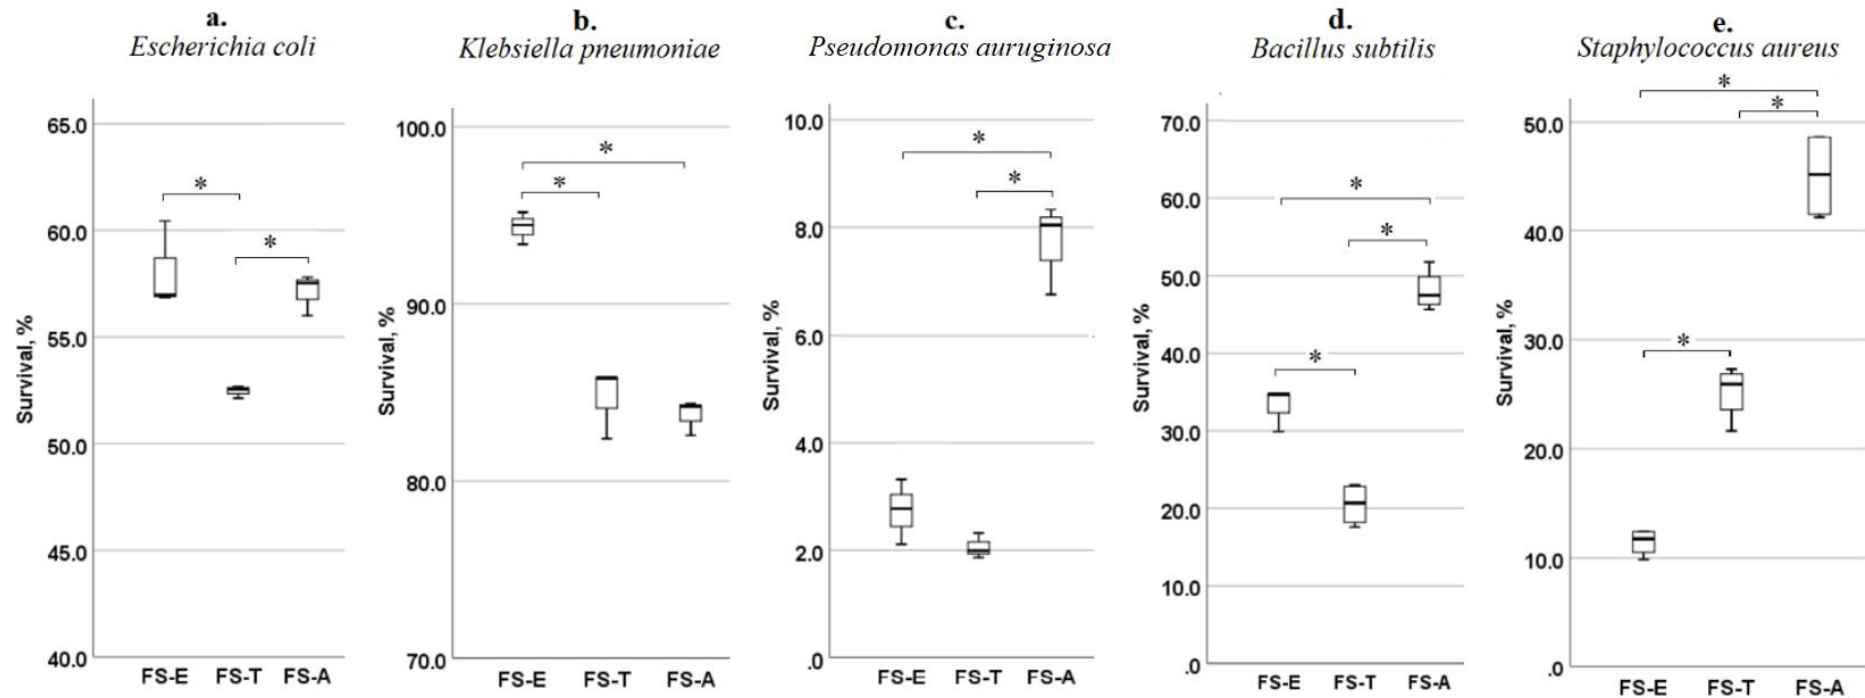 a.
Escherichia coli
65.0
60.0
55.0
50.0
45.0
40.0
Survival, %
*
*
FS-E FS-T FS-A
b.
Klebsiella pneumoniae
100.0
90.0
80.0
70.0
Survival, %
*
*
FS-E FS-T FS-A
c.
Pseudomonas auruginosa
10.0
8.0
6.0
4.0
2.0
.0
Survival, %
*
*
FS-E FS-T FS-A
d.
Bacillus subtilis
70.0
60.0
50.0
40.0
30.0
20.0
10.0
.0
Survival, %
*
*
*
FS-E FS-T FS-A
e.
Staphylococcus aureus
50.0
40.0
30.0
20.0
10.0
.0
Survival, %
*
*
*
FS-E FS-T FS-A